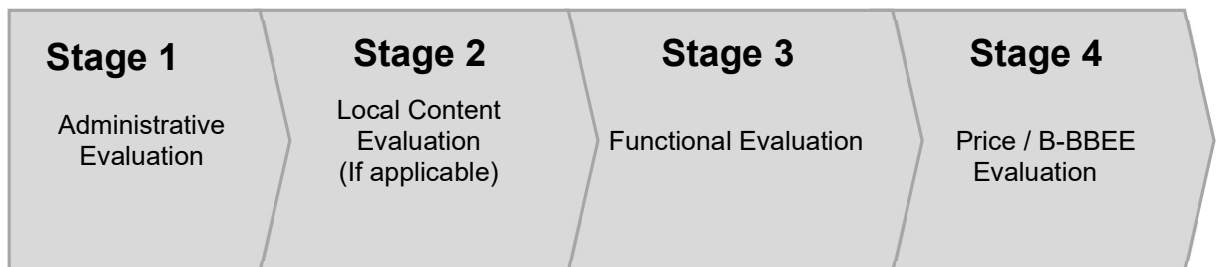 Stage 1
Administrative
Evaluation
Stage 2
Local Content
Evaluation
(If applicable)
Stage 3
Functional Evaluation
Stage 4
Price / B-BBEE
Evaluation